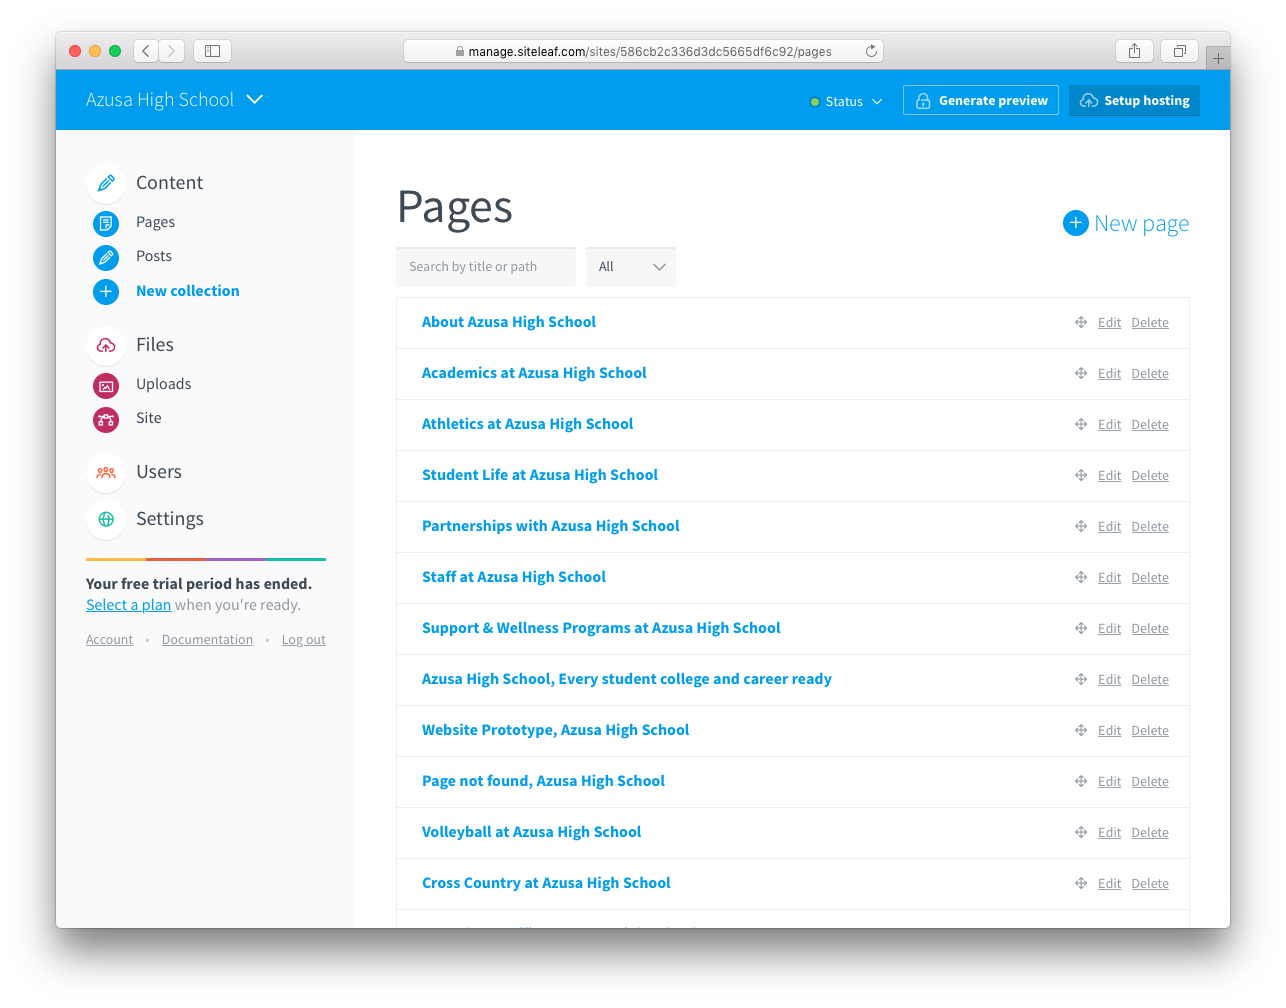 manage.siteleaf.com/sites/586cb2c336d3dc5665df6c92/pages
Azusa High School
Status
Generate preview
Setup hosting
Content
Pages
Posts
New collection
Files
Uploads
Site
Users
Settings
Your free trial period has ended.
Select a plan when you're ready.
Account • Documentation • Log out
Pages
New page
Search by title or path
All
About Azusa High School Edit Delete
Academics at Azusa High School Edit Delete
Athletics at Azusa High School Edit Delete
Student Life at Azusa High School Edit Delete
Partnerships with Azusa High School Edit Delete
Staff at Azusa High School Edit Delete
Support & Wellness Programs at Azusa High School Edit Delete
Azusa High School, Every student college and career ready Edit Delete
Website Prototype, Azusa High School Edit Delete
Page not found, Azusa High School Edit Delete
Volleyball at Azusa High School Edit Delete
Cross Country at Azusa High School Edit Delete